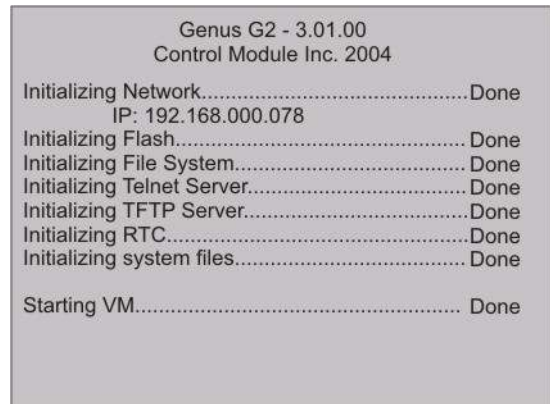 Genus G2 - 3.01.00
Control Module Inc. 2004
Initializing Network.................................................Done
IP: 192.168.000.078
Initializing Flash..................................................... Done
Initializing File System.......................................... Done
Initializing Telnet Server........................................ Done
Initializing TFTP Server......................................... Done
Initializing RTC...................................................... Done
Initializing system files.......................................... Done
Starting VM........................................................... Done